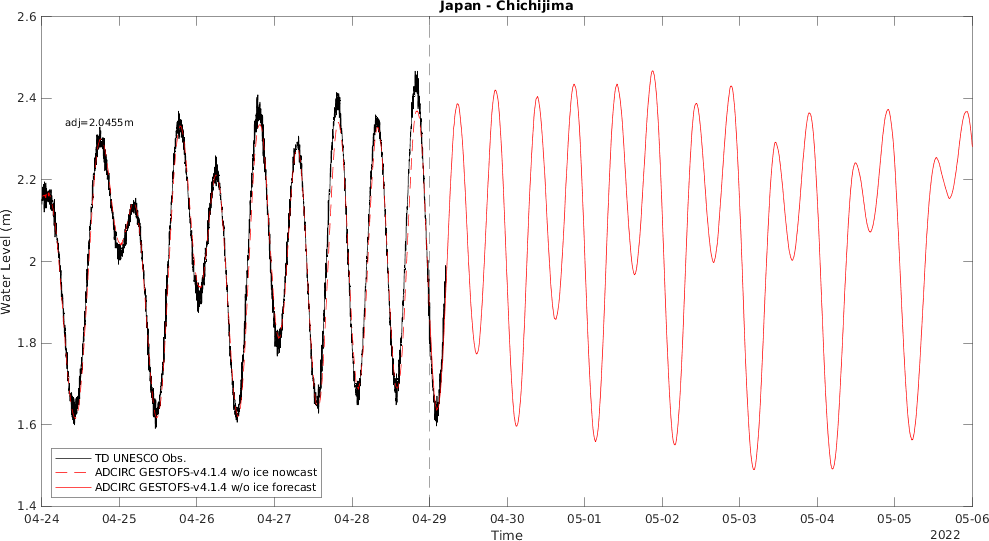 Japan - Chichijima
2.6
2.4
2.2
2
1.8
1.6
1.4
Water Level (m)
adj=2.0455m
TD UNESCO Obs.
ADCIRC GESTOFS-v4.1.4 w/o ice nowcast
ADCIRC GESTOFS-v4.1.4 w/o ice forecast
04-24 04-25 04-26 04-27 04-28 04-29 04-30 05-01 05-02 05-03 05-04 05-05 05-06
Time
2022